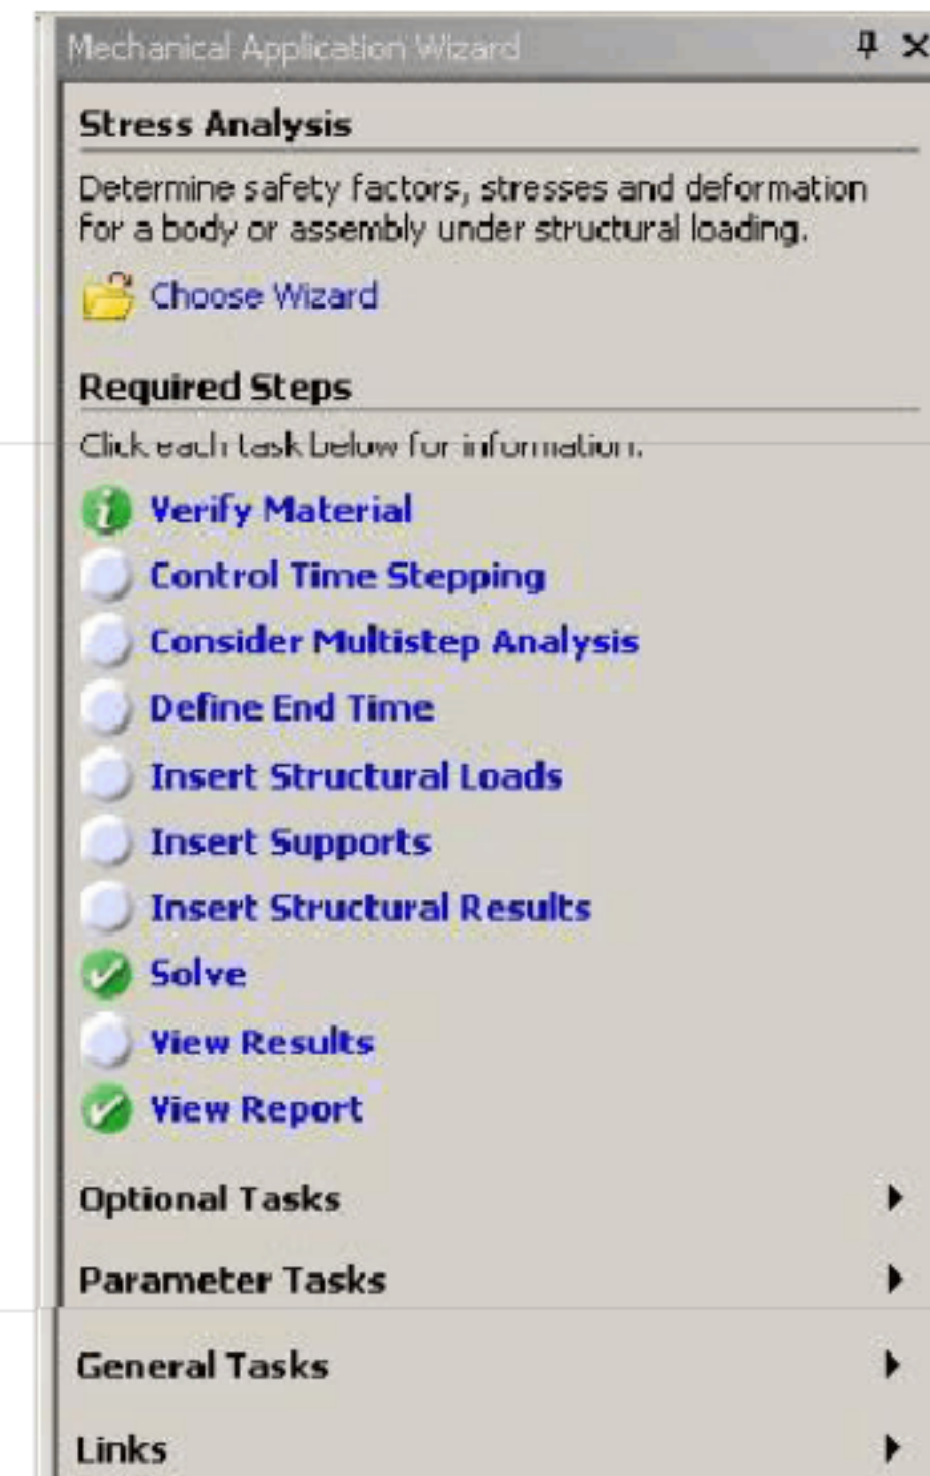 Mechanical Application Wizard
Stress Analysis
Determine safety factors, stresses and deformation
for a body or assembly under structural loading.
Choose Wizard
Required Steps
Click each task below for information.
Verify Material
Control Time Stepping
Consider Multistep Analysis
Define End Time
Insert Structural Loads
Insert Supports
Insert Structural Results
Solve
View Results
View Report
Optional Tasks
Parameter Tasks
General Tasks
Links